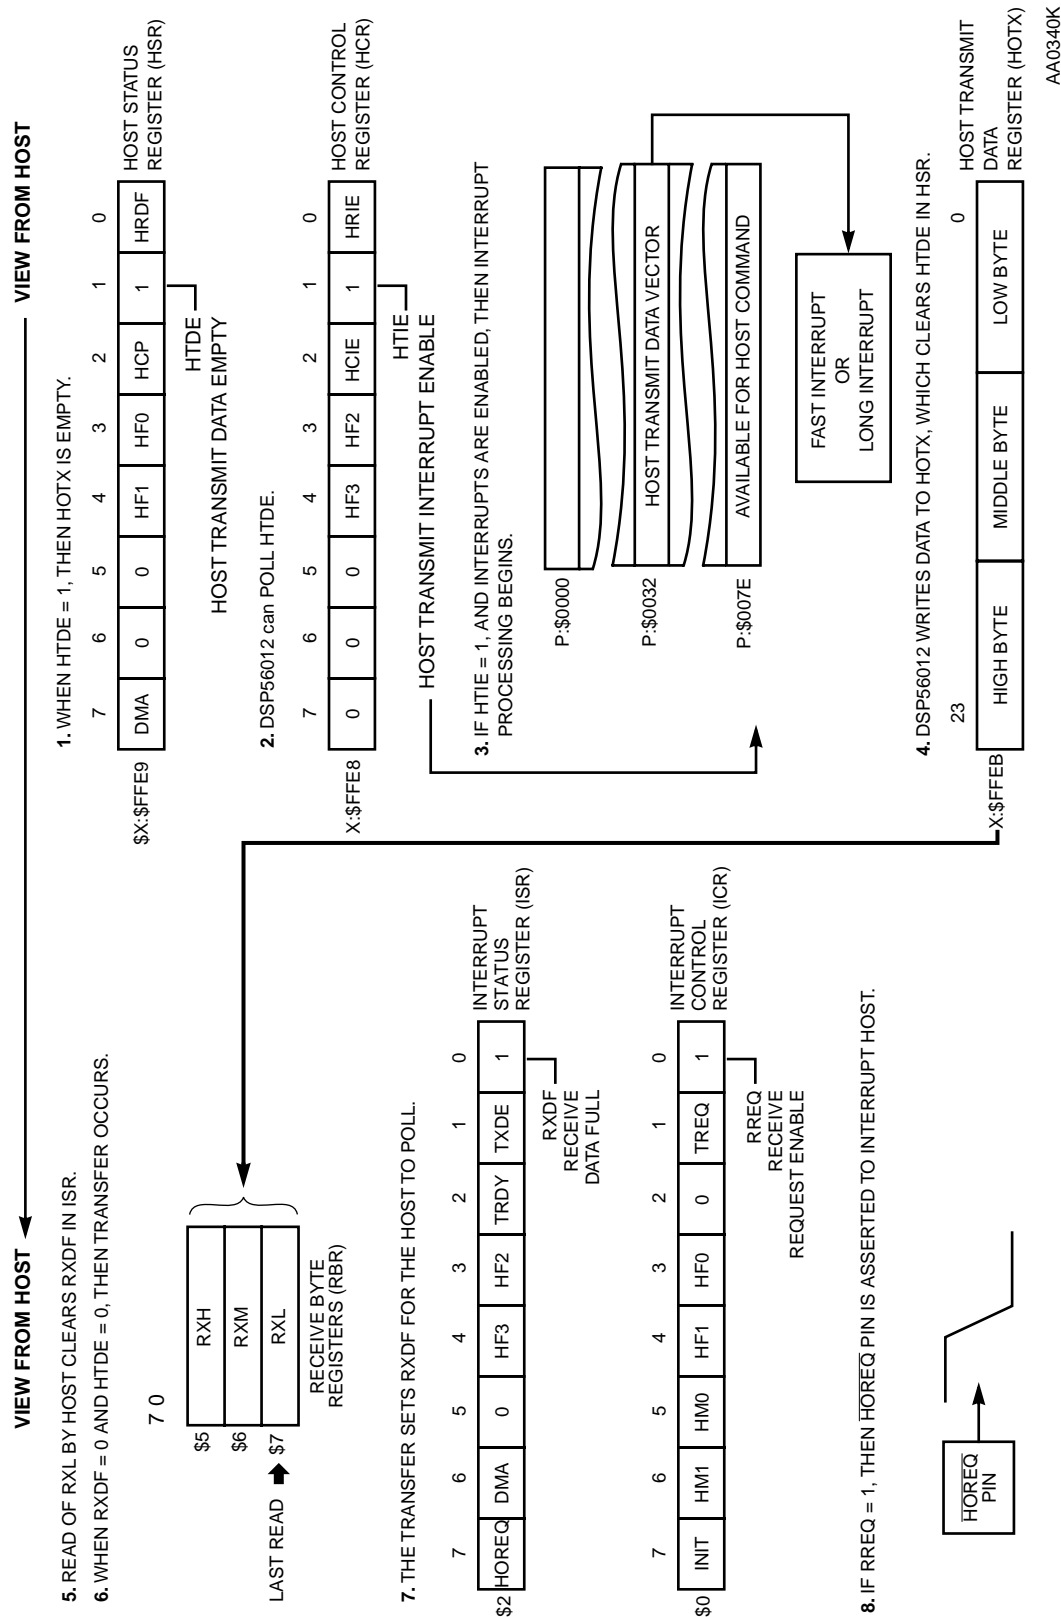 VIEW FROM HOST
VIEW FROM HOST
1. WHEN HTDE = 1, THEN HOTX IS EMPTY.
7 6 5 4 3 2 1 0
$X:$FFE9 DMA 0 0 HF1 HF0 HCP 1 HRDF
HOST STATUS
REGISTER (HSR)
HTDE
HOST TRANSMIT DATA EMPTY
2. DSP56012 can POLL HTDE.
7 6 5 4 3 2 1 0
X:$FFE8 0 0 0 HF3 HF2 HCIE 1 HRIE
HOST CONTROL
REGISTER (HCR)
HTIE
HOST TRANSMIT INTERRUPT ENABLE
3. IF HTIE = 1, AND INTERRUPTS ARE ENABLED, THEN INTERRUPT
PROCESSING BEGINS.
P:$0000
P:$0032 HOST TRANSMIT DATA VECTOR
P:$007E AVAILABLE FOR HOST COMMAND
FAST INTERRUPT
OR
LONG INTERRUPT
4. DSP56012 WRITES DATA TO HOTX, WHICH CLEARS HTDE IN HSR.
23 0
X:$FFEB HIGH BYTE MIDDLE BYTE LOW BYTE
HOST TRANSMIT
DATA
REGISTER (HOTX)
5. READ OF RXL BY HOST CLEARS RXDF IN ISR.
6. WHEN RXDF = 0 AND HTDE = 0, THEN TRANSFER OCCURS.
7 0
$5 RXH
$6 RXM
LAST READ $7 RXL
RECEIVE BYTE
REGISTERS (RBR)
7. THE TRANSFER SETS RXDF FOR THE HOST TO POLL.
7 6 5 4 3 2 1 0
$2 HOREQ DMA 0 HF3 HF2 TRDY TXDE 1
INTERRUPT
STATUS
REGISTER (ISR)
RXDF
RECEIVE
DATA FULL
7 6 5 4 3 2 1 0
$0 INIT HM1 HM0 HF1 HF0 0 TREQ 1
INTERRUPT
CONTROL
REGISTER (ICR)
RREQ
RECEIVE
REQUEST ENABLE
8. IF RREQ = 1, THEN HOREQ PIN IS ASSERTED TO INTERRUPT HOST.
HOREQ
PIN
AA0340K